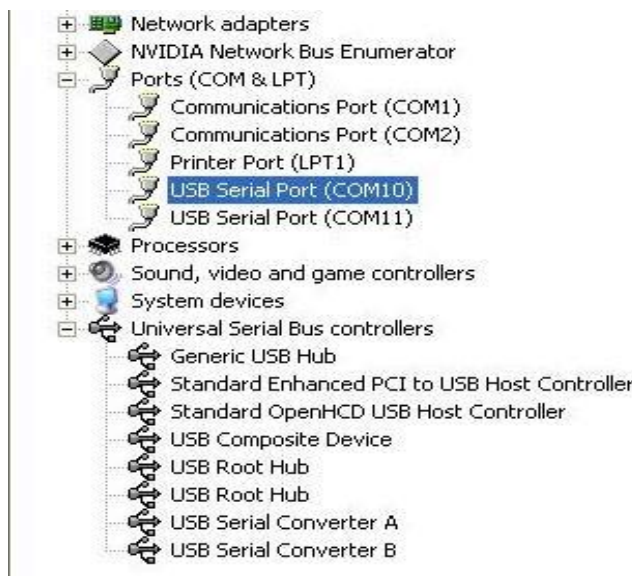 Network adapters
NVIDIA Network Bus Enumerator
Ports (COM & LPT)
Communications Port (COM1)
Communications Port (COM2)
Printer Port (LPT1)
USB Serial Port (COM10)
USB Serial Port (COM11)
Processors
Sound, video and game controllers
System devices
Universal Serial Bus controllers
Generic USB Hub
Standard Enhanced PCI to USB Host Controller
Standard OpenHCD USB Host Controller
USB Composite Device
USB Root Hub
USB Root Hub
USB Serial Converter A
USB Serial Converter B